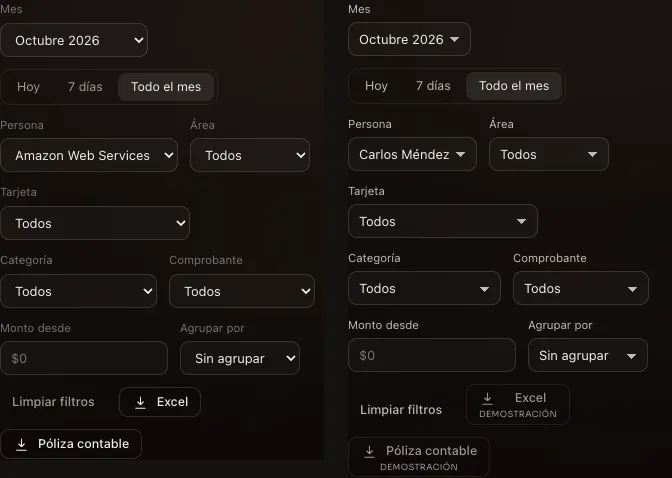 Mes
Octubre 2026
Hoy 7 días Todo el mes
Persona Área
Amazon Web Services Todos
Tarjeta
Todos
Categoría Comprobante
Todos Todos
Monto desde Agrupar por
$0 Sin agrupar
Limpiar filtros Excel
Póliza contable
Mes
Octubre 2026
Hoy 7 días Todo el mes
Persona Área
Carlos Méndez Todos
Tarjeta
Todos
Categoría Comprobante
Todos Todos
Monto desde Agrupar por
$0 Sin agrupar
Limpiar filtros Excel
DEMOSTRACIÓN
Póliza contable
DEMOSTRACIÓN